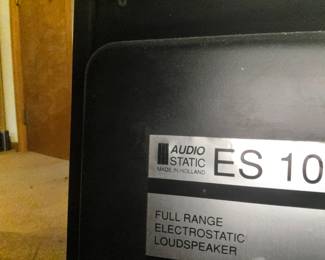 AUDIO
STATIC
MADE IN HOLLAND
ES 10
FULL RANGE
ELECTROSTATIC
LOUDSPEAKER